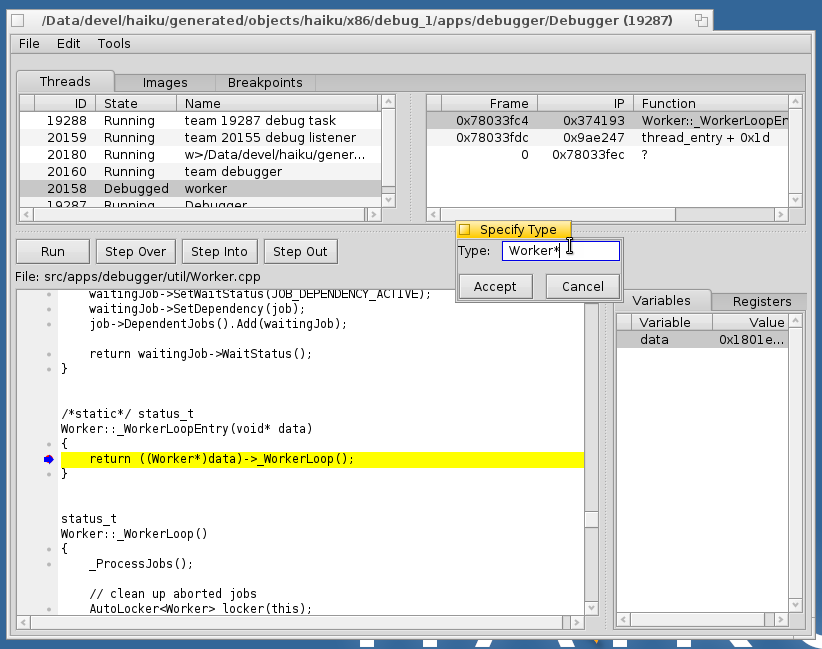 /Data/devel/haiku/generated/objects/haiku/x86/debug_1/apps/debugger/Debugger (19287)
File Edit Tools
Threads Images Breakpoints
ID State Name
19288 Running team 19287 debug task
20159 Running team 20155 debug listener
20180 Running w>/Data/devel/haiku/gener...
20160 Running team debugger
20158 Debugged worker
19287 Running Debugger
Frame IP Function
0x78033fc4 0x374193 Worker::_WorkerLoopEn
0x78033fdc 0x9ae247 thread_entry + 0x1d
0 0x78033fec ?
Specify Type
Type: Worker*
Accept Cancel
Run Step Over Step Into Step Out
File: src/apps/debugger/util/Worker.cpp
waitingJob->SetWaitStatus(JOB_DEPENDENCY_ACTIVE);
waitingJob->SetDependency(job);
job->DependentJobs().Add(waitingJob);
return waitingJob->WaitStatus();
}
/*static*/ status_t
Worker::_WorkerLoopEntry(void* data)
{
return ((Worker*)data)->_WorkerLoop();
}
status_t
Worker::_WorkerLoop()
{
_ProcessJobs();
// clean up aborted jobs
AutoLocker<Worker> locker(this);
Variables Registers
Variable Value
data 0x1801e...